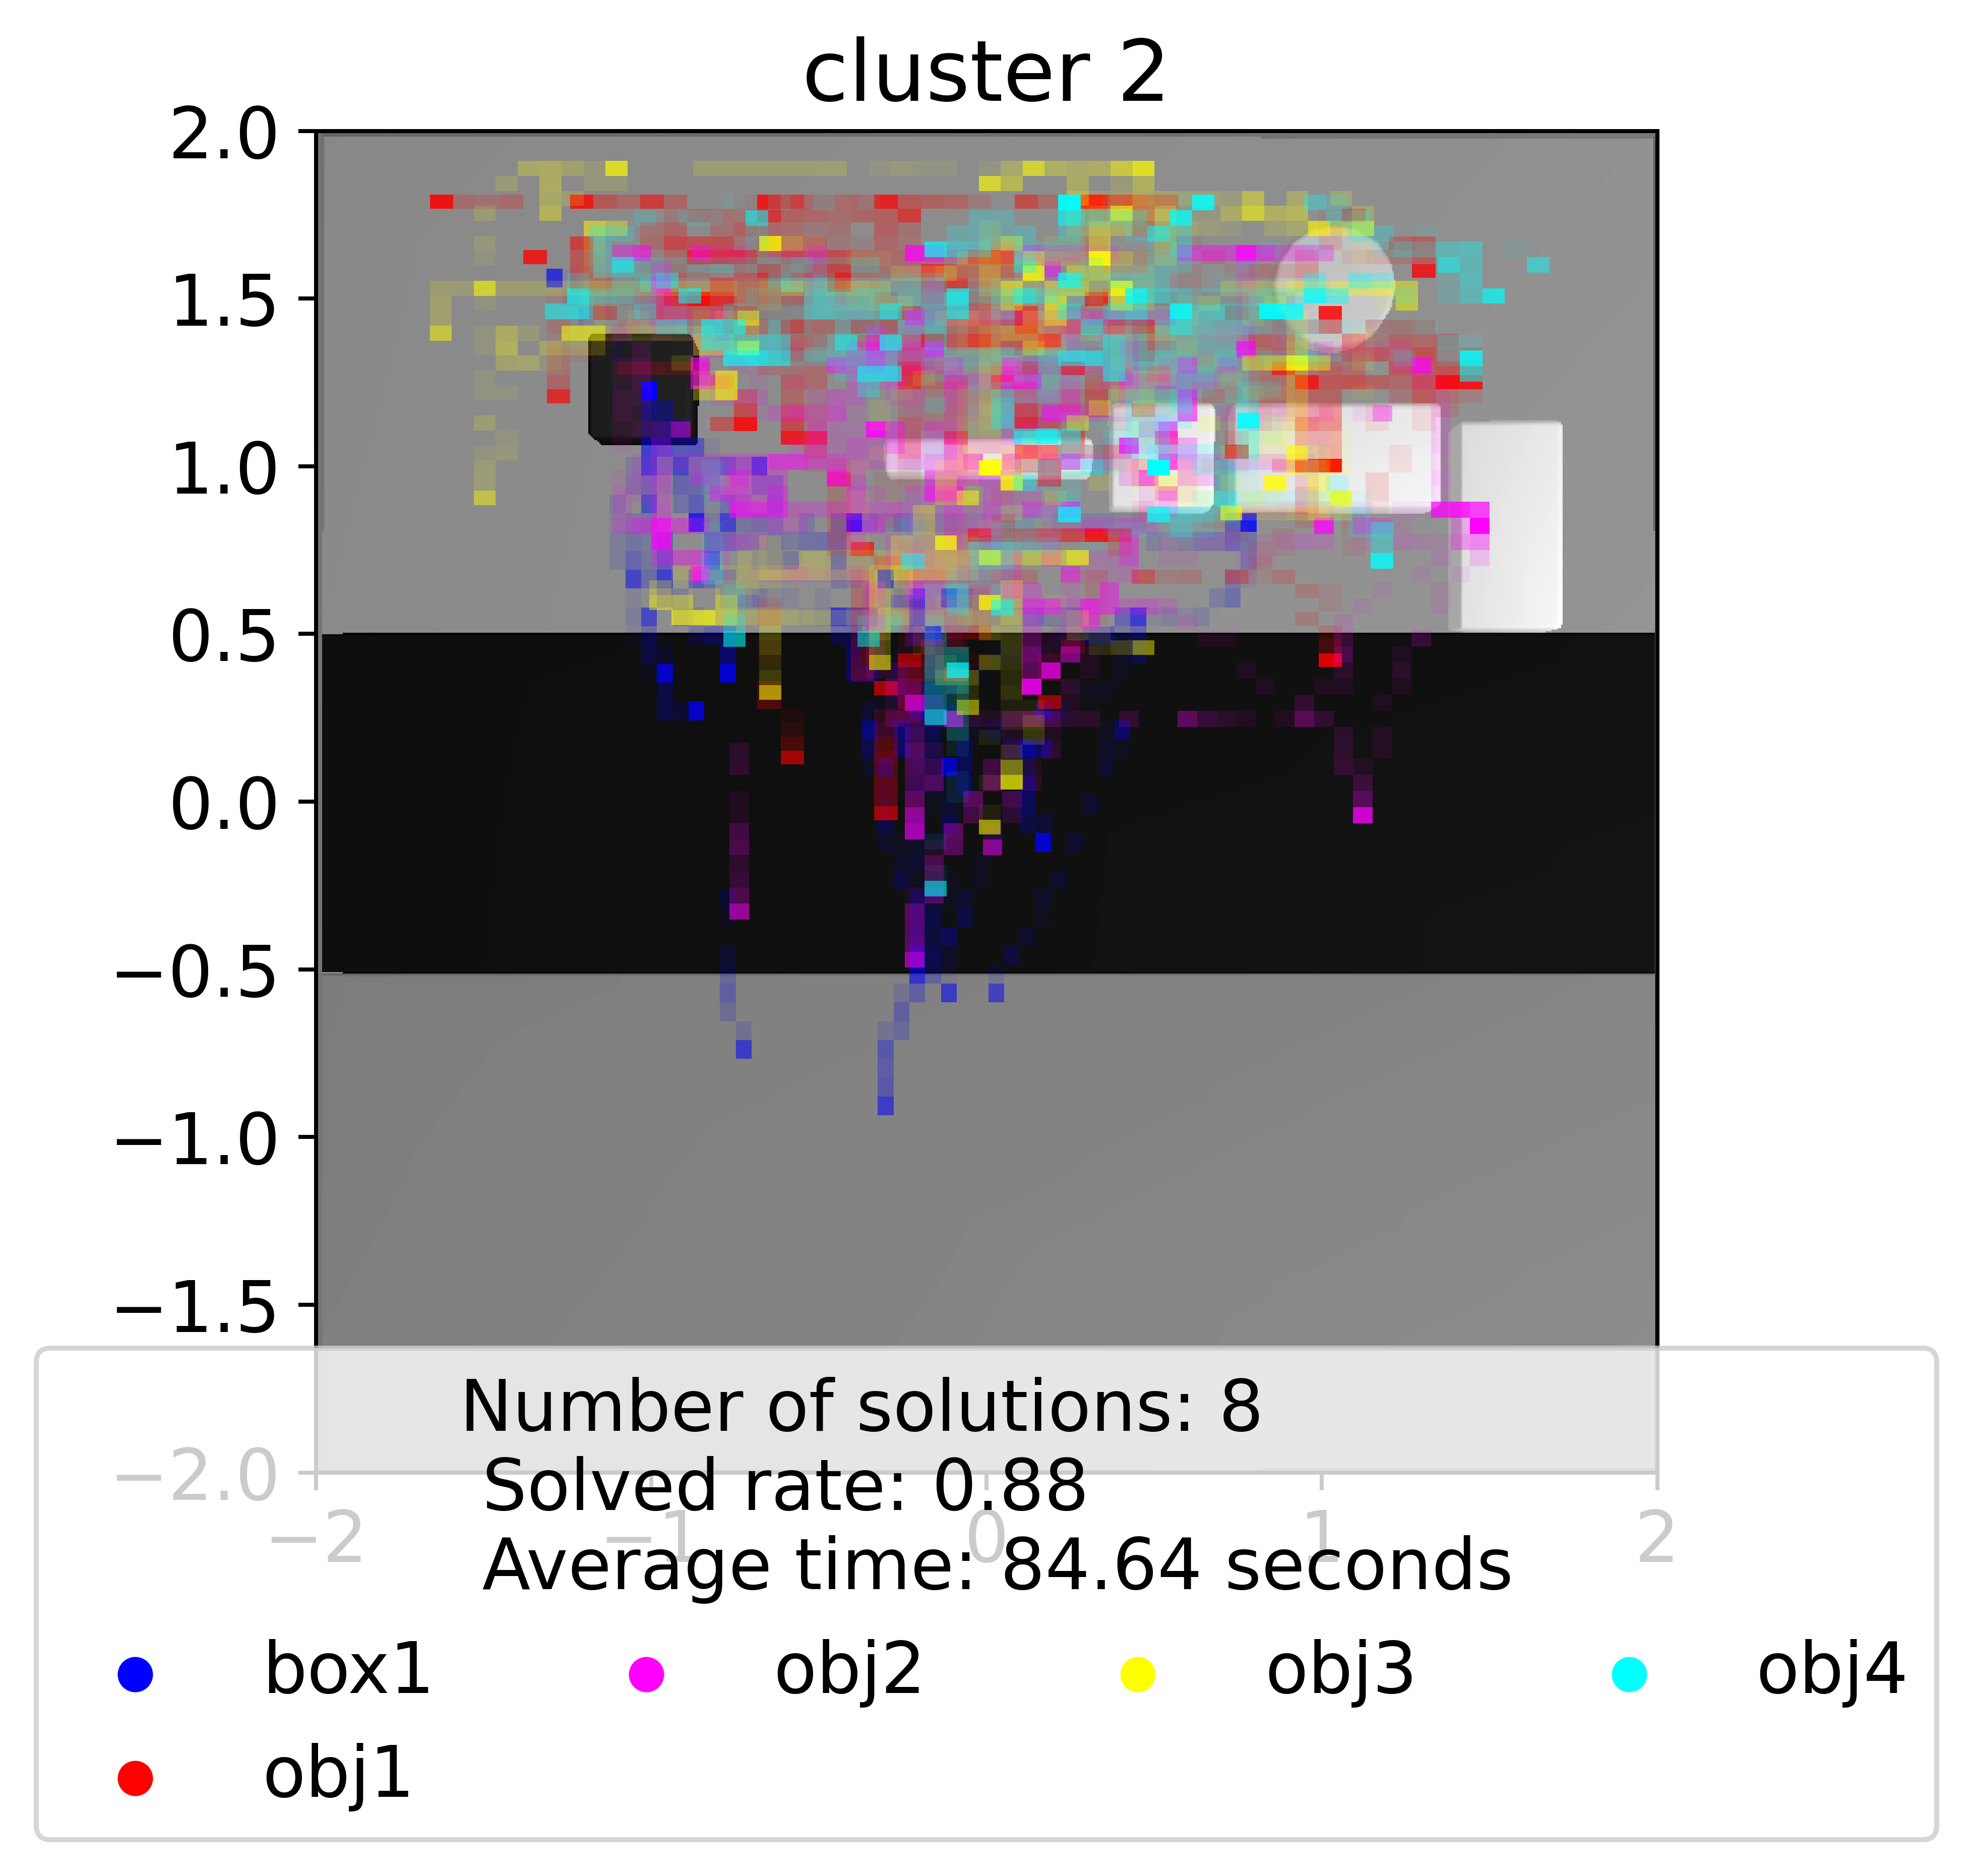 cluster 2
2.0
1.5
1.0
0.5
0.0
−0.5
−1.0
−1.5
−2.0
−2 −1 0 1 2
Number of solutions: 8
Solved rate: 0.88
Average time: 84.64 seconds
box1 obj2 obj3 obj4
obj1